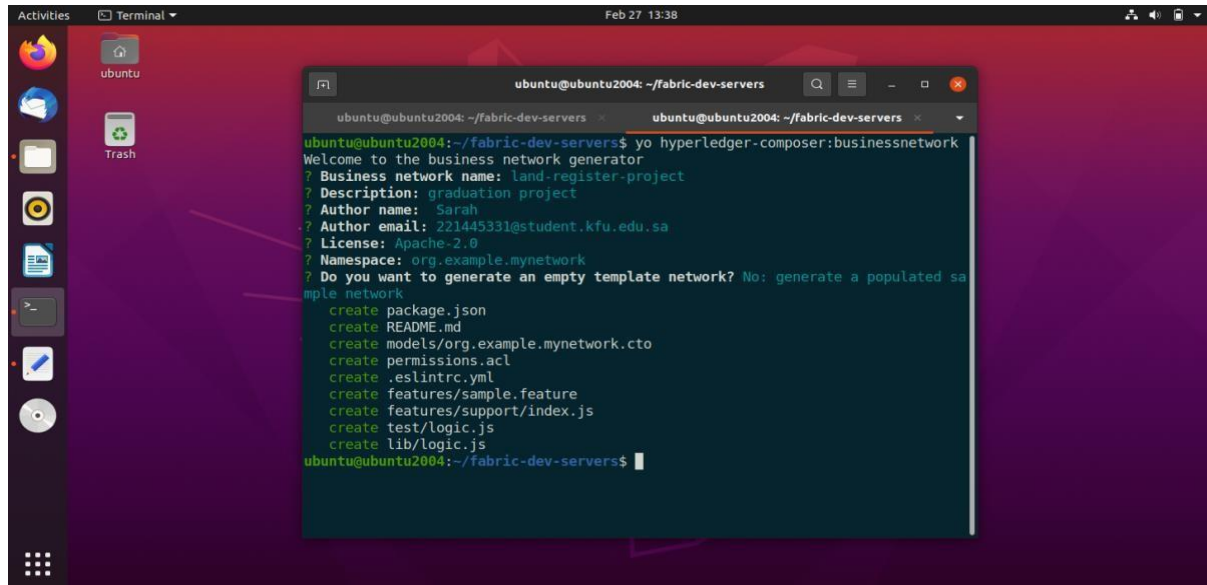 Activities Terminal Feb 27 13:38
ubuntu
Trash
ubuntu@ubuntu2004: ~/fabric-dev-servers
ubuntu@ubuntu2004: ~/fabric-dev-servers ubuntu@ubuntu2004: ~/fabric-dev-servers
ubuntu@ubuntu2004:~/fabric-dev-servers$ yo hyperledger-composer:businessnetwork
Welcome to the business network generator
? Business network name: land-register-project
? Description: graduation project
? Author name: Sarah
? Author email: 221445331@student.kfu.edu.sa
? License: Apache-2.0
? Namespace: org.example.mynetwork
? Do you want to generate an empty template network? No: generate a populated sa
mple network
create package.json
create README.md
create models/org.example.mynetwork.cto
create permissions.acl
create .eslintrc.yml
create features/sample.feature
create features/support/index.js
create test/logic.js
create lib/logic.js
ubuntu@ubuntu2004:~/fabric-dev-servers$